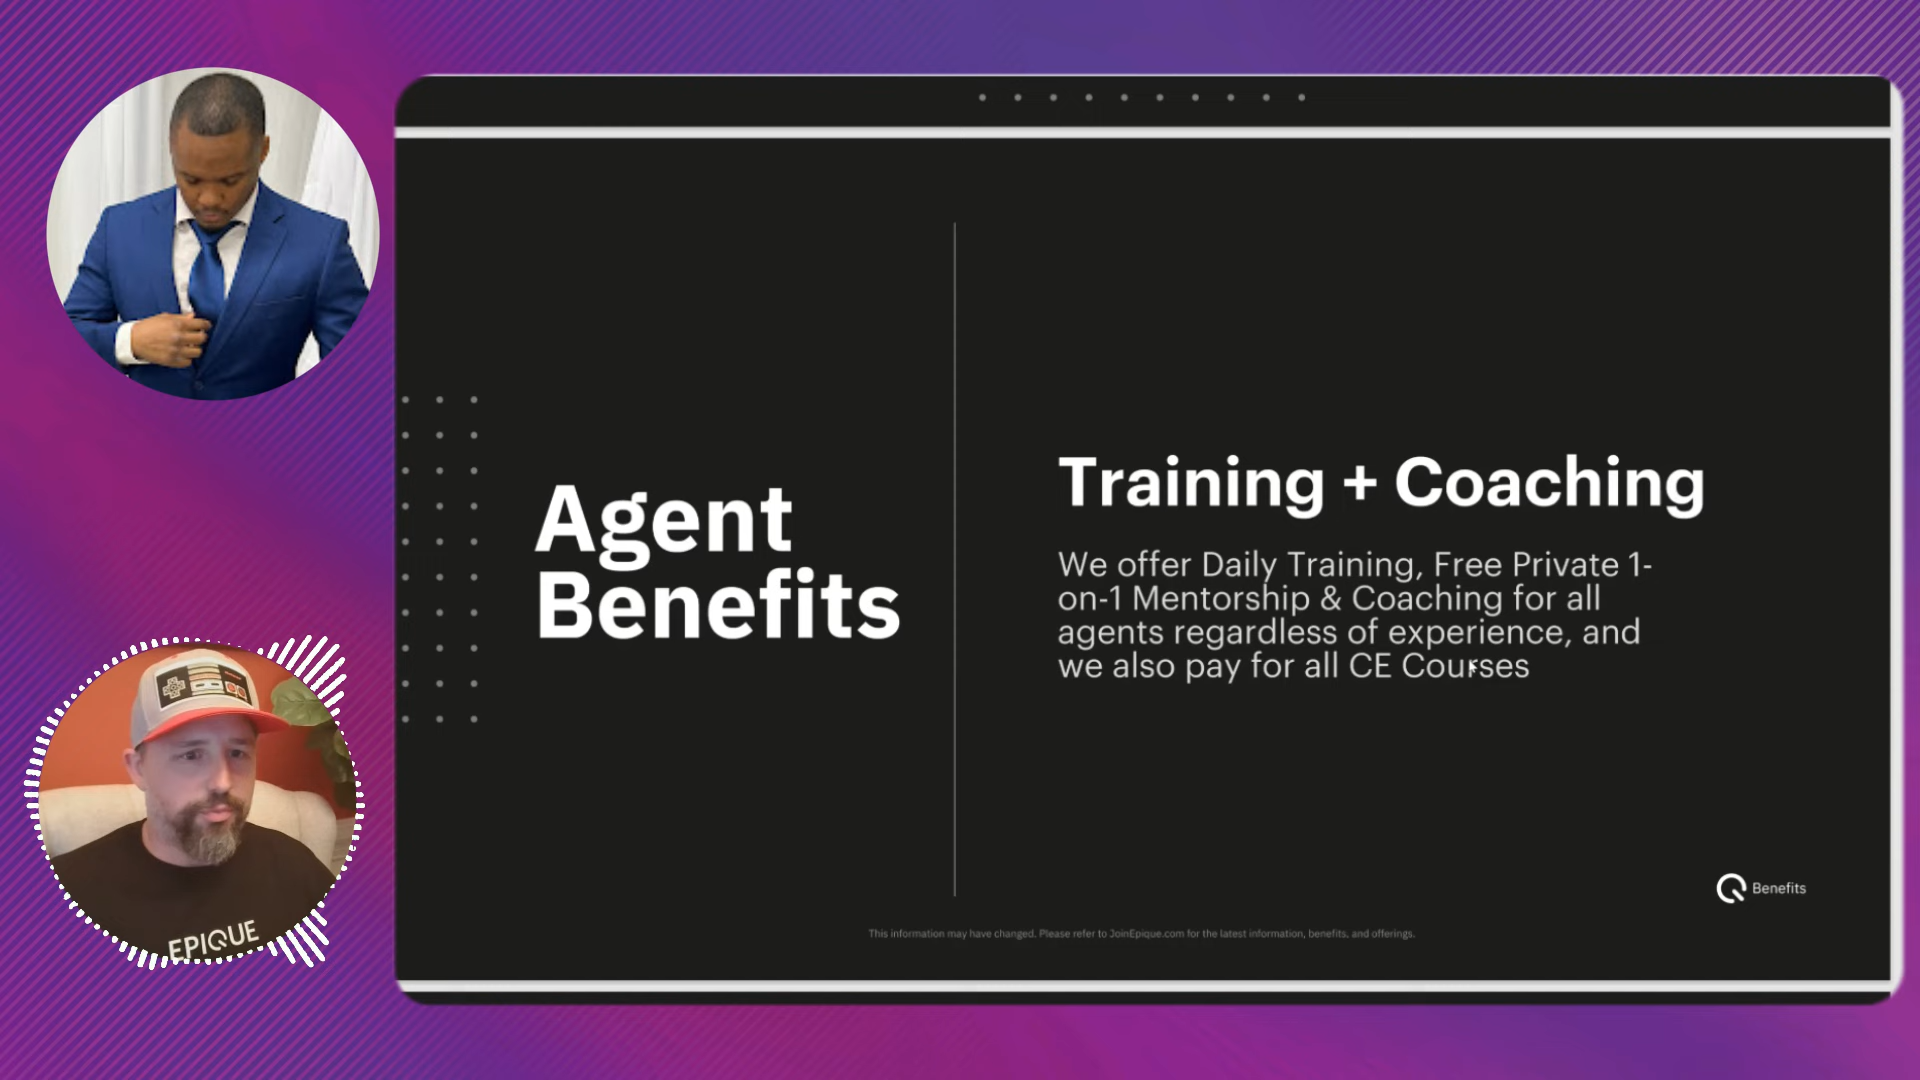 Agent
Benefits
Training + Coaching
We offer Daily Training, Free Private 1-
on-1 Mentorship & Coaching for all
agents regardless of experience, and
we also pay for all CE Courses
Benefits
This information may have changed. Please refer to JoinEpique.com for the latest information, benefits, and offerings.
EPIQUE